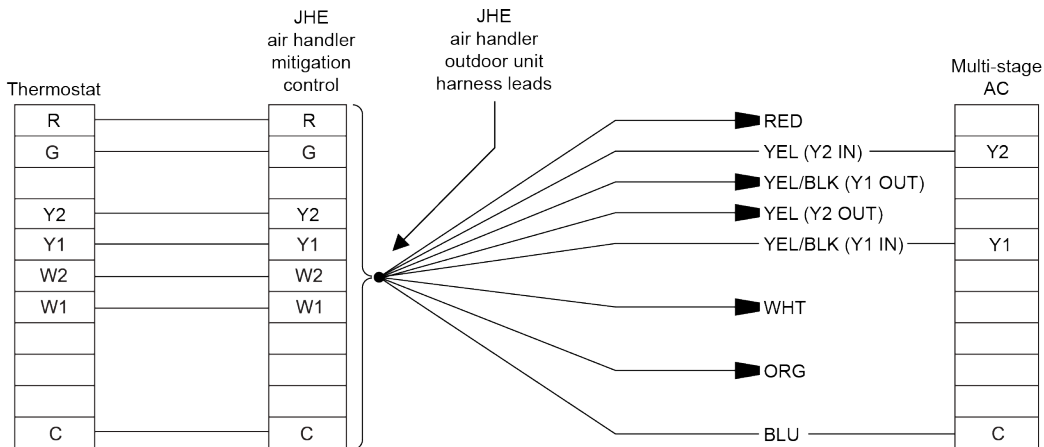 JHE
air handler
mitigation
control
JHE
air handler
outdoor unit
harness leads
Thermostat
Multi-stage
AC
R
R
RED
G
G
YEL (Y2 IN)
Y2
YEL/BLK (Y1 OUT)
Y2
Y2
YEL (Y2 OUT)
Y1
Y1
YEL/BLK (Y1 IN)
Y1
W2
W2
W1
W1
WHT
ORG
C
C
BLU
C